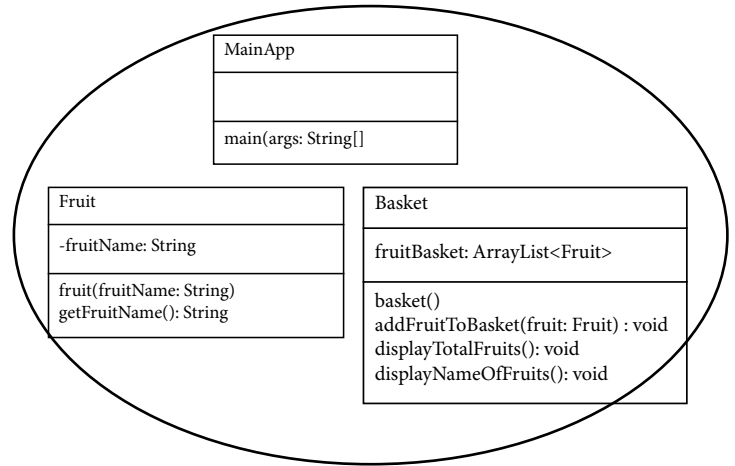 MainApp
main(args: String[]
Fruit
-fruitName: String
fruit(fruitName: String)
getFruitName(): String
Basket
fruitBasket: ArrayList<Fruit>
basket()
addFruitToBasket(fruit: Fruit) : void
displayTotalFruits(): void
displayNameOfFruits(): void